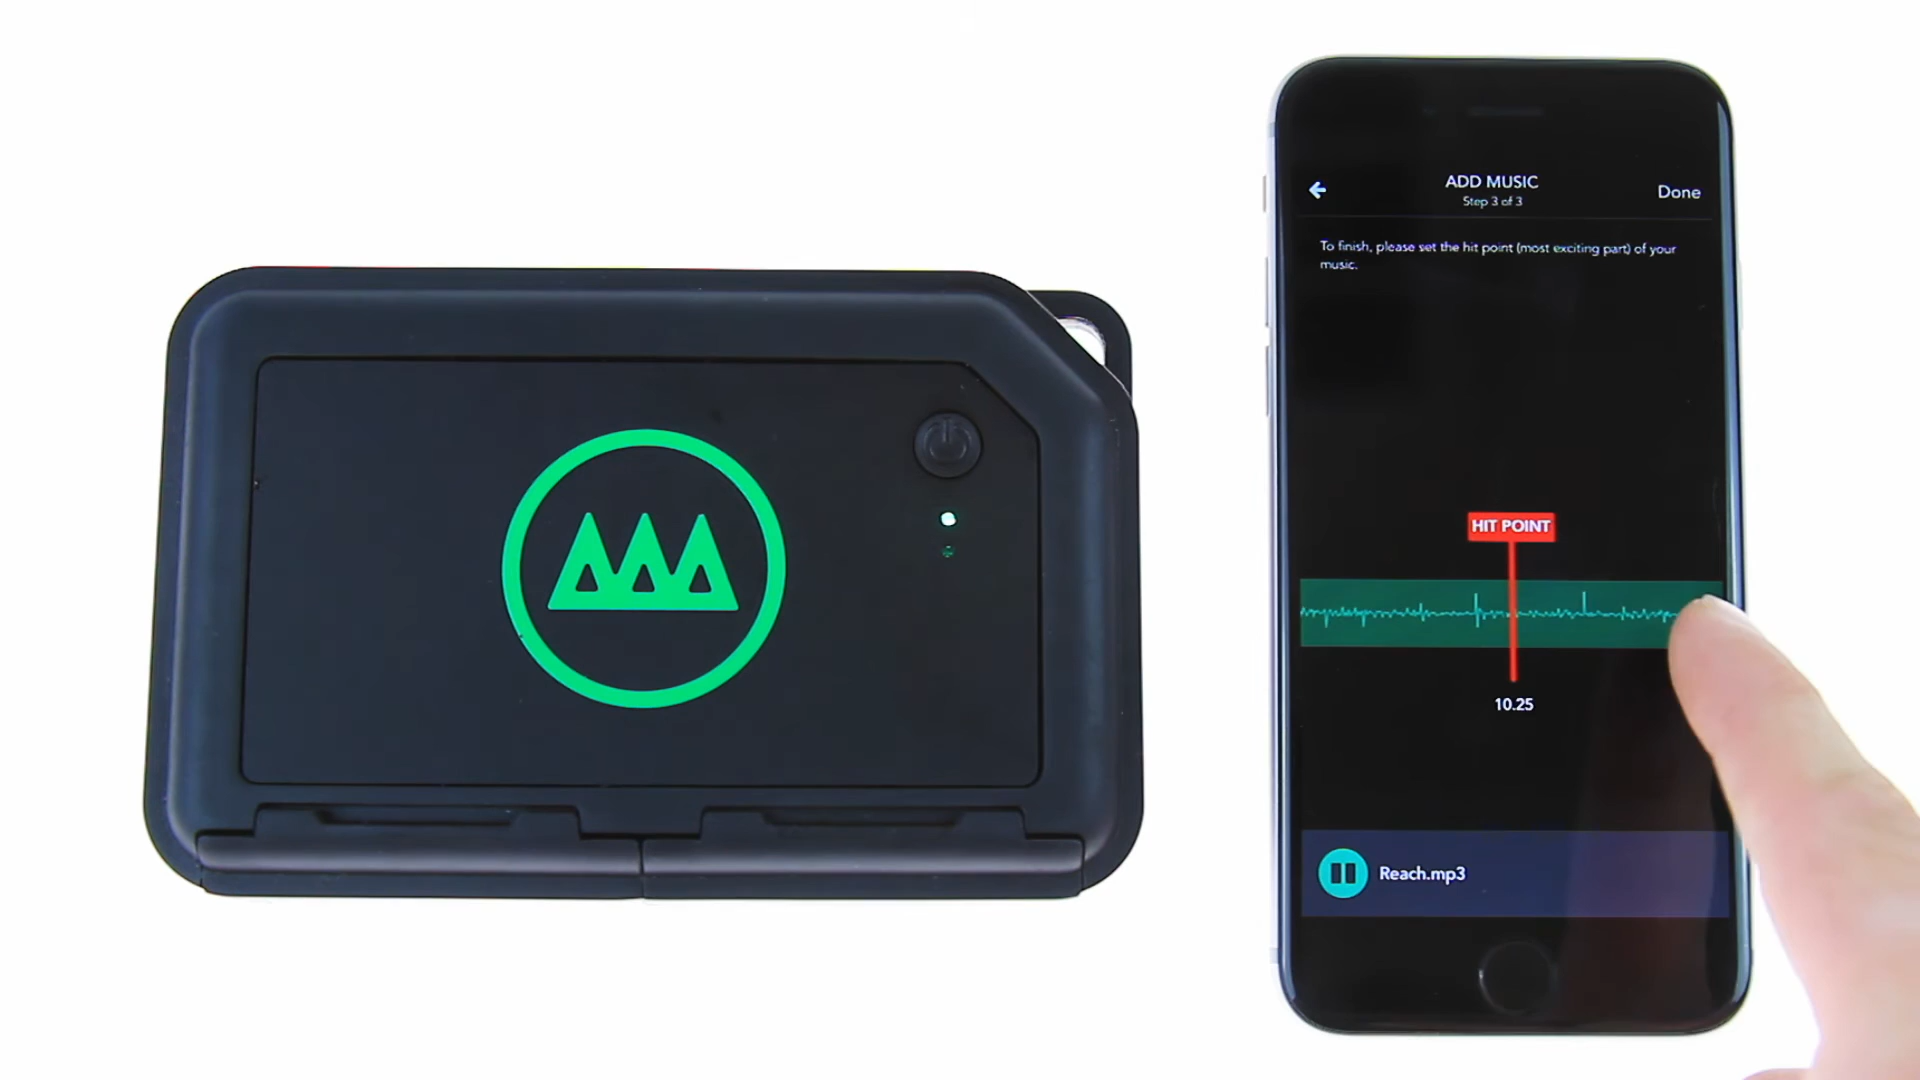 ADD MUSIC
Step 3 of 3
Done
To finish, please set the hit point (most exciting part) of your
music.
HIT POINT
10.25
Reach.mp3